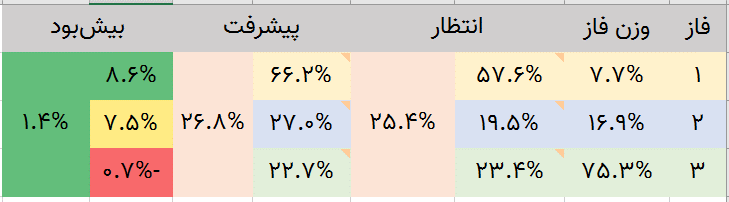 فاز وزن فاز انتظار پیشرفت بیش‌بود
۱ ۷.۷% ۵۷.۶% ۶۶.۲% ۸.۶%
۲ ۱۶.۹% ۱۹.۵% ۲۵.۴% ۲۷.۰% ۲۶.۸% ۷.۵% ۱.۴%
۳ ۷۵.۳% ۲۳.۴% ۲۲.۷% -۰.۷%